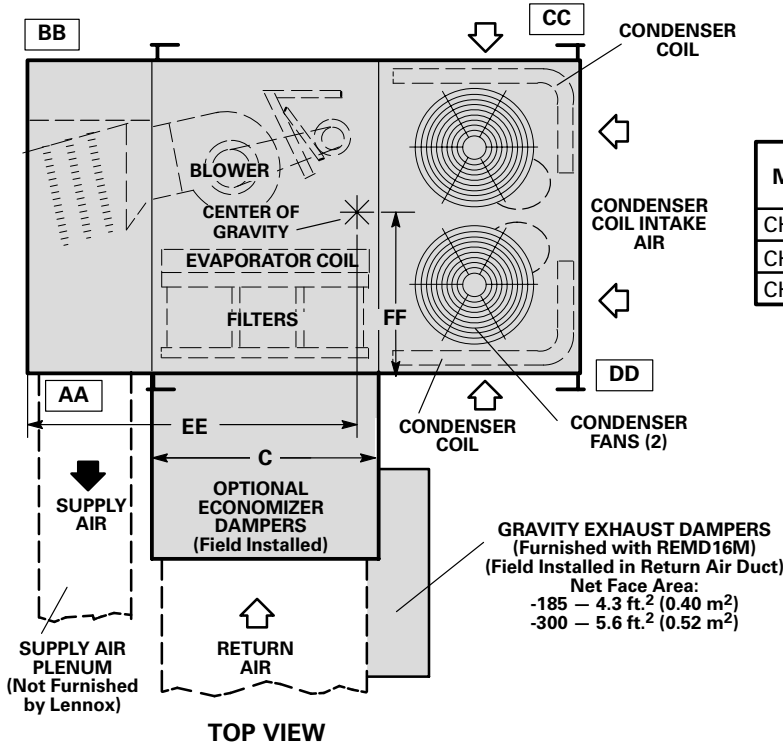 BB
CC
CONDENSER
COIL
BLOWER
CENTER OF
GRAVITY
CONDENSER
COIL INTAKE
AIR
M
CH
CH
CH
EVAPORATOR COIL
FILTERS
FF
AA
DD
EE
C
CONDENSER
COIL
CONDENSER
FANS (2)
SUPPLY
AIR
OPTIONAL
ECONOMIZER
DAMPERS
(Field Installed)
GRAVITY EXHAUST DAMPERS
(Furnished with REMD16M)
(Field Installed in Return Air Duct)
Net Face Area:
-185 — 4.3 ft.² (0.40 m²)
-300 — 5.6 ft.² (0.52 m²)
SUPPLY AIR
PLENUM
(Not Furnished
by Lennox)
RETURN
AIR
TOP VIEW